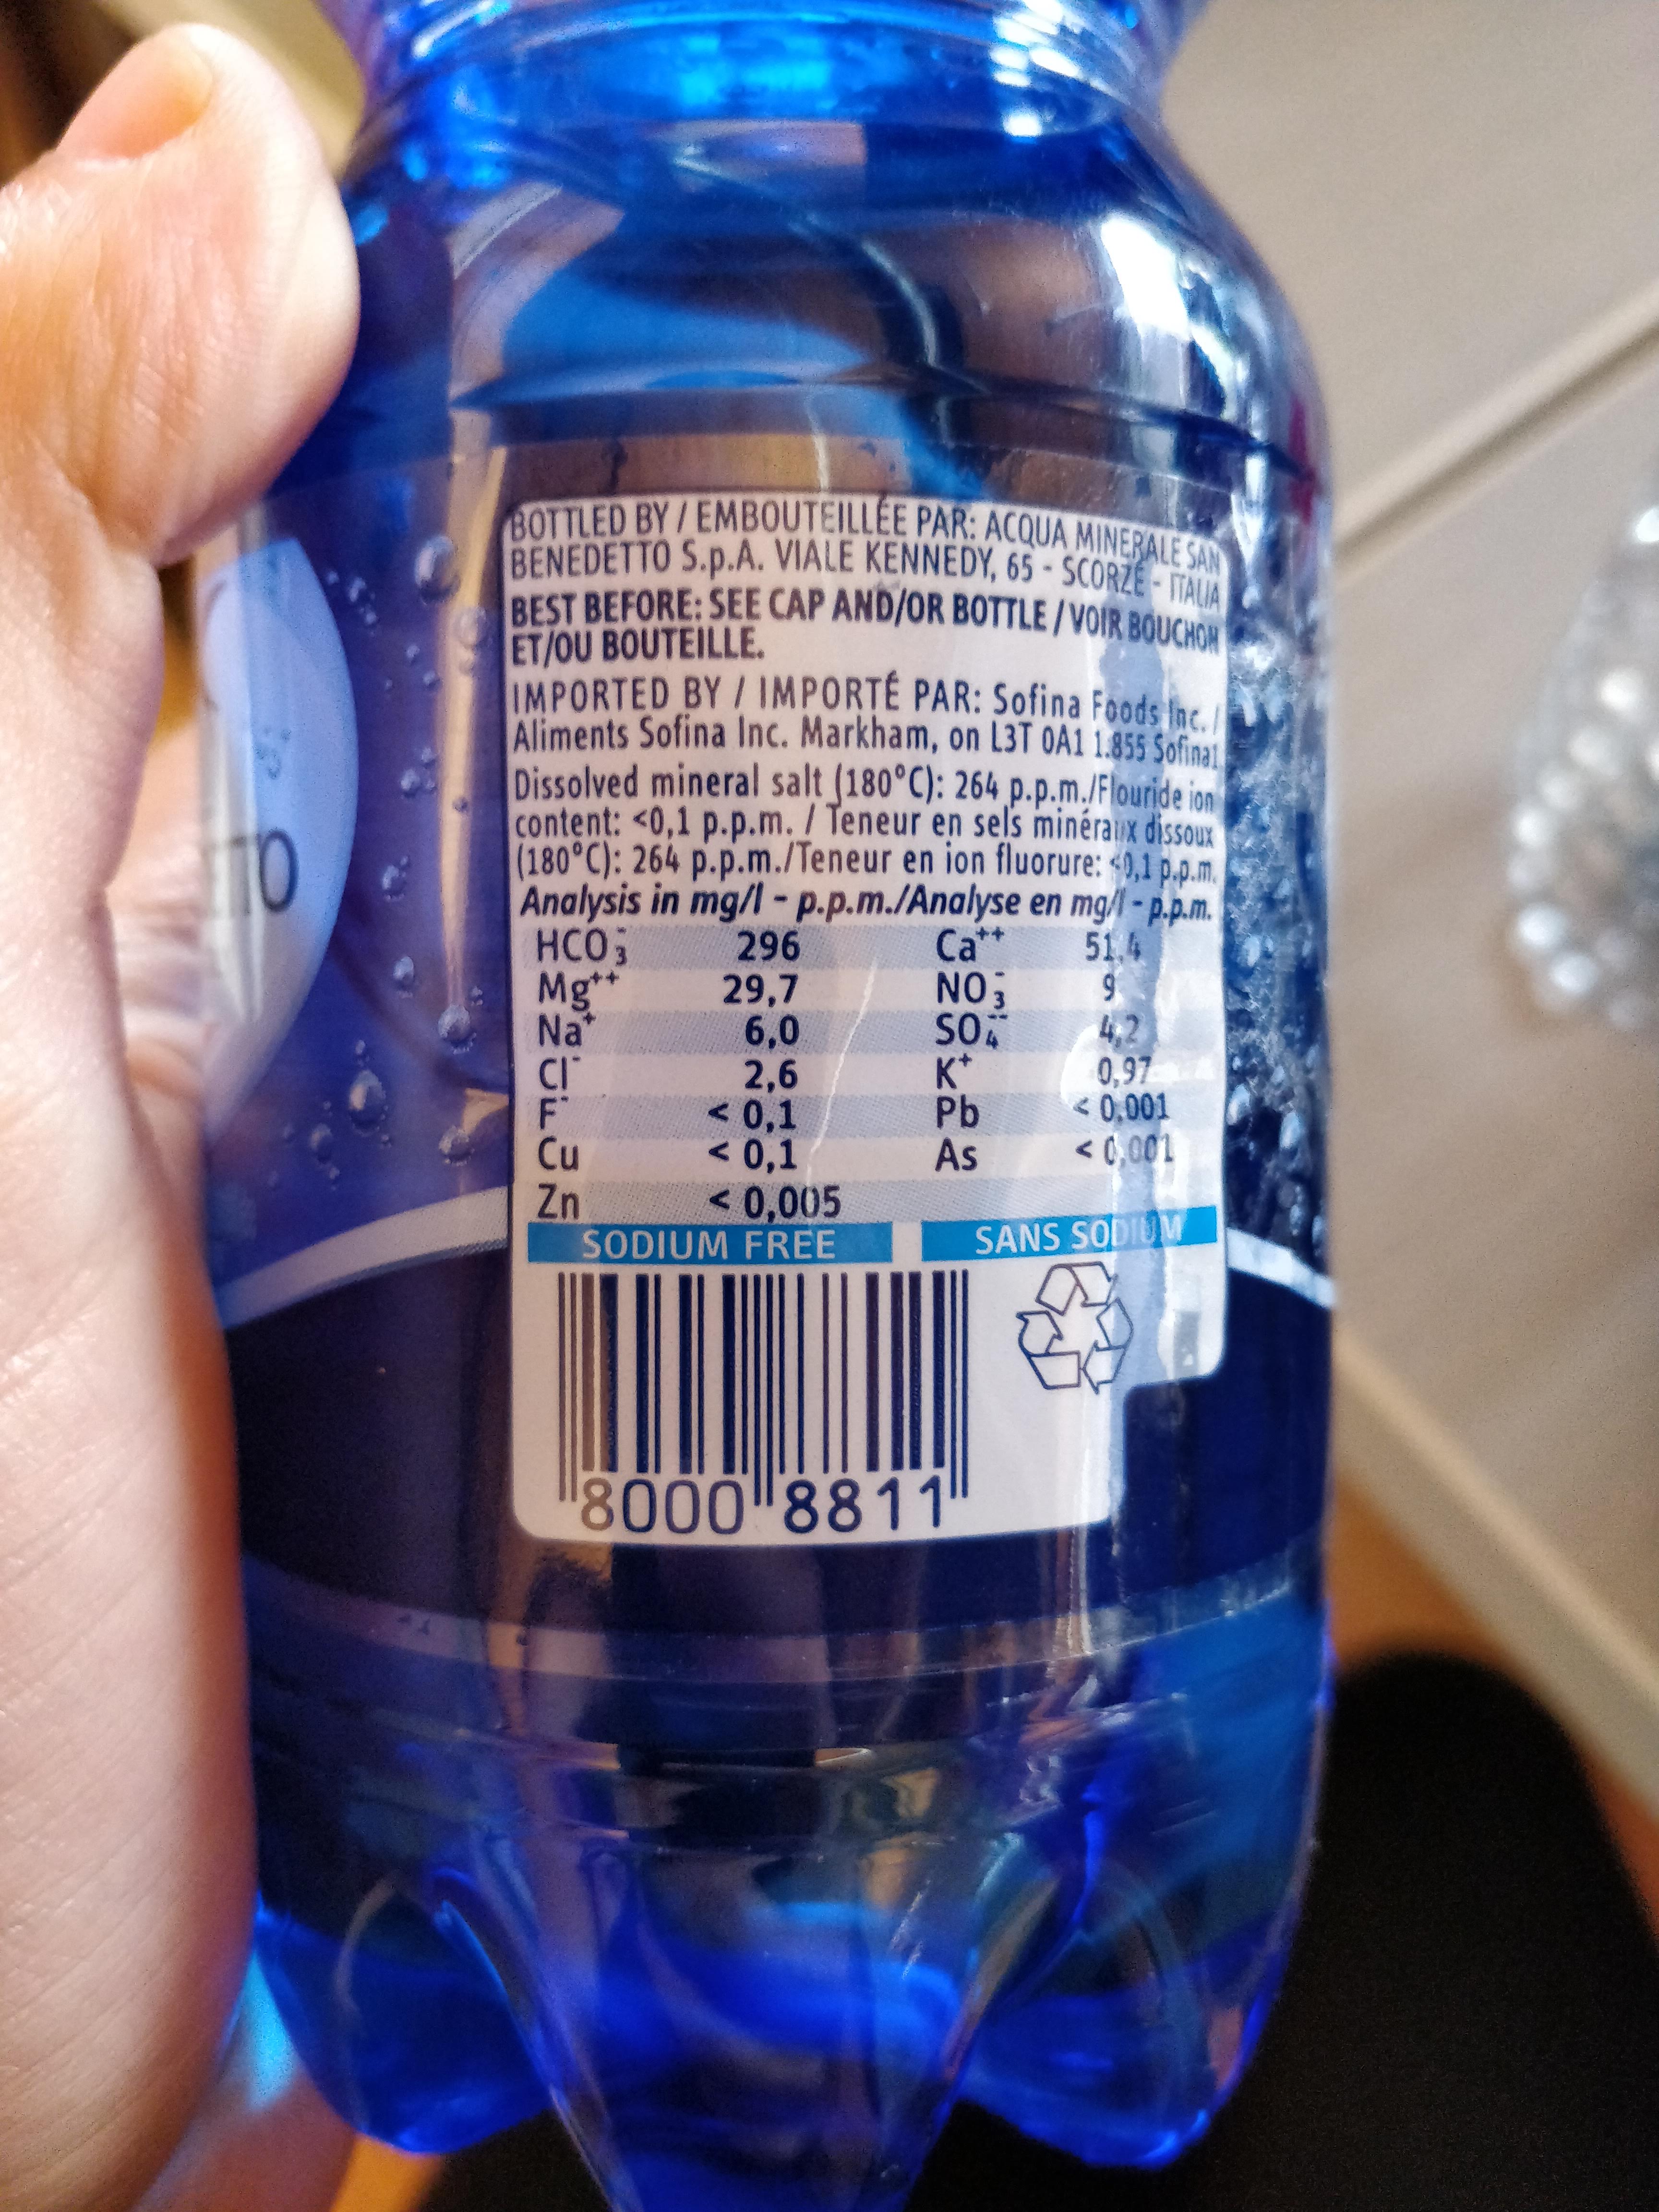 BOTTLED BY / EMBOUTEILLÉE PAR: ACQUA MINERALE SAN
BENEDETTO S.p.A. VIALE KENNEDY, 65 - SCORZÈ - ITALIA
BEST BEFORE: SEE CAP AND/OR BOTTLE / VOIR BOUCHON
ET/OU BOUTEILLE.
IMPORTED BY / IMPORTÉ PAR: Sofina Foods Inc. /
Aliments Sofina Inc. Markham, on L3T 0A1 1.855 Sofina1
Dissolved mineral salt (180°C): 264 p.p.m./Flouride ion
content: <0,1 p.p.m. / Teneur en sels minéraux dissoux
(180°C): 264 p.p.m./Teneur en ion fluorure: <0,1 p.p.m.
Analysis in mg/l - p.p.m./Analyse en mg/l - p.p.m.
HCO₃⁻ 296 Ca⁺⁺ 51,4
Mg⁺⁺ 29,7 NO₃⁻ 9
Na⁺ 6,0 SO₄⁻⁻ 4,2
Cl⁻ 2,6 K⁺ 0,97
F⁻ < 0,1 Pb < 0,001
Cu < 0,1 As < 0,001
Zn < 0,005
SODIUM FREE SANS SODIUM
8000 8811